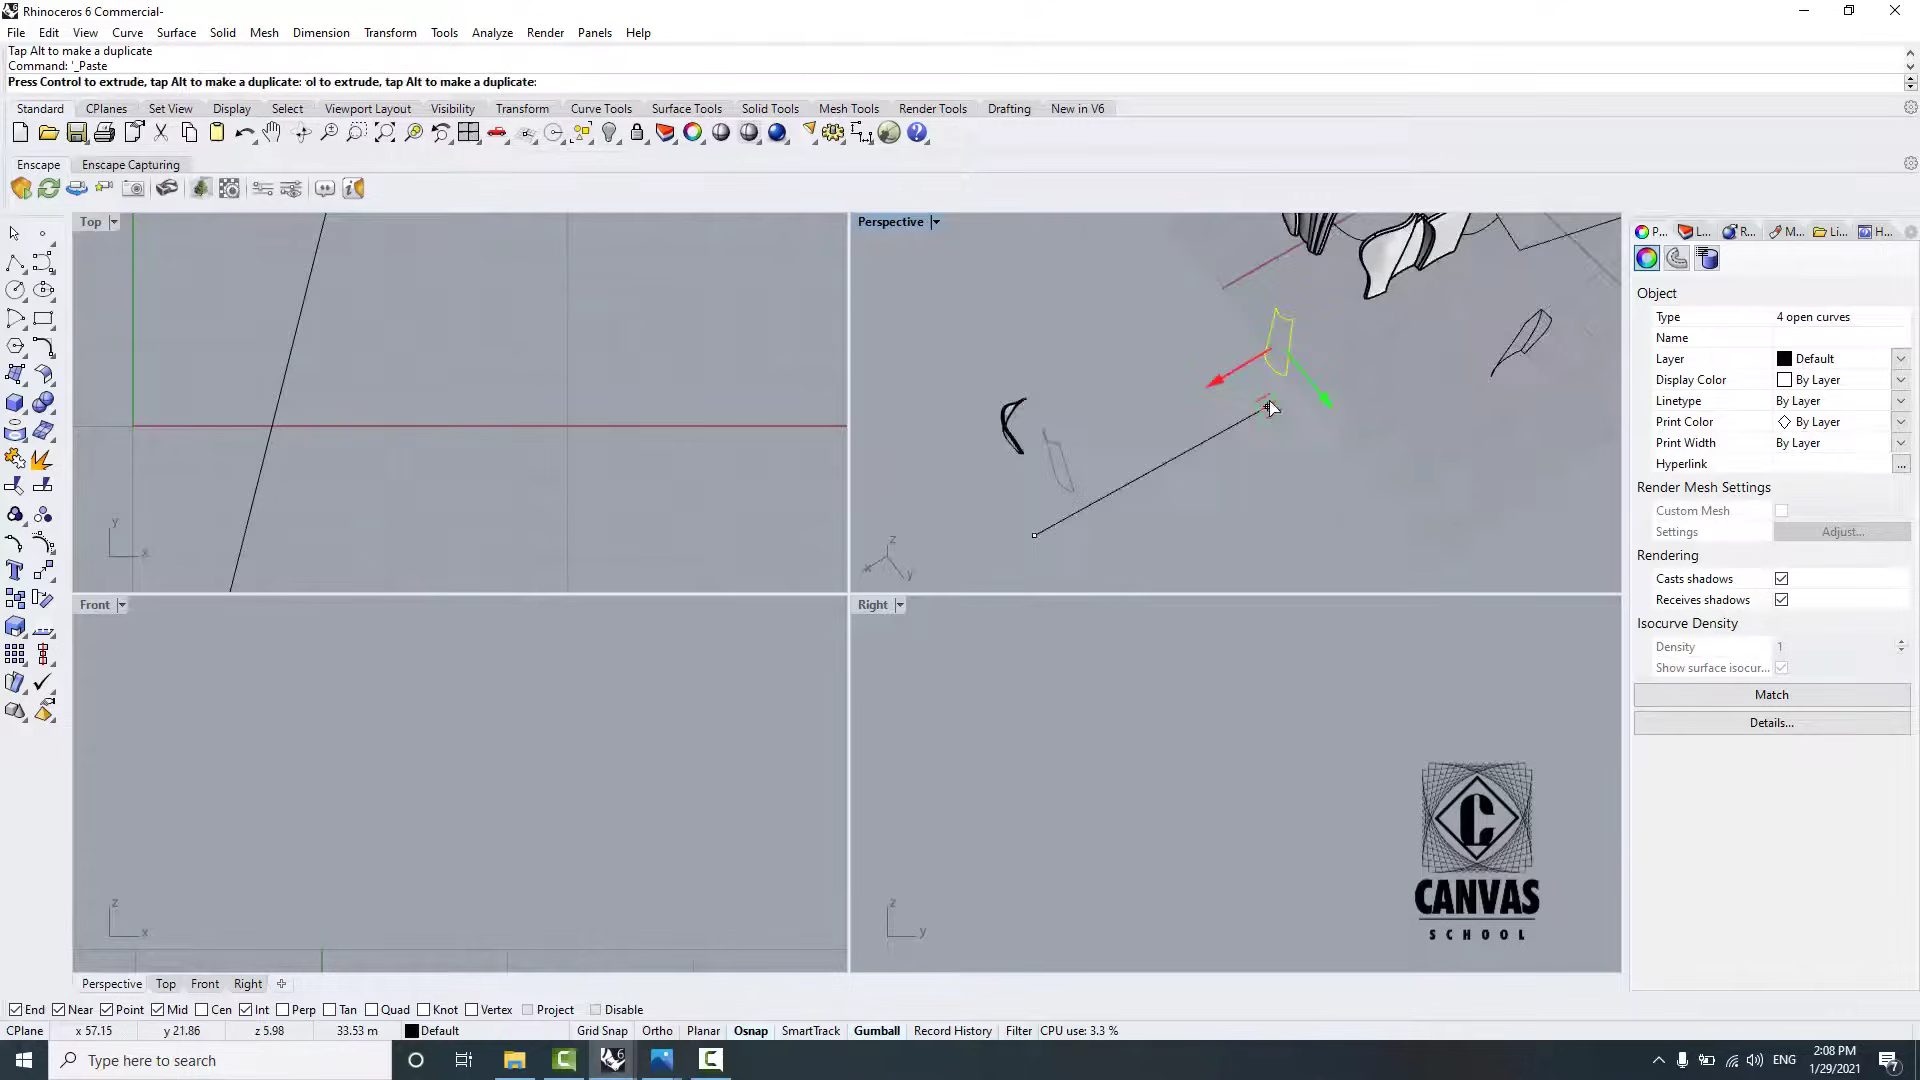 Rhinoceros 6 Commercial-
File Edit View Curve Surface Solid Mesh Dimension Transform Tools Analyze Render Panels Help
Tap Alt to make a duplicate
Command: '_Paste
Press Control to extrude, tap Alt to make a duplicate: ol to extrude, tap Alt to make a duplicate:
Standard CPlanes Set View Display Select Viewport Layout Visibility Transform Curve Tools Surface Tools Solid Tools Mesh Tools Render Tools Drafting New in V6
Enscape Enscape Capturing
Top
Perspective
P... L... R... M... Li... H...
Object
Type 4 open curves
Name
Layer Default
Display Color By Layer
Linetype By Layer
Print Color By Layer
Print Width By Layer
Hyperlink ...
Render Mesh Settings
Custom Mesh
Settings Adjust...
Rendering
Casts shadows
Receives shadows
Isocurve Density
Density 1
Show surface isocur...
Match
Details...
y
x
z
x
y
Front
Right
z
x
z
y
C
CANVAS
SCHOOL
Perspective Top Front Right
End Near Point Mid Cen Int Perp Tan Quad Knot Vertex Project Disable
CPlane x 57.15 y 21.86 z 5.98 33.53 m Default Grid Snap Ortho Planar Osnap SmartTrack Gumball Record History Filter CPU use: 3.3 %
Type here to search
6
C
C
ENG
2:08 PM
1/29/2021
7